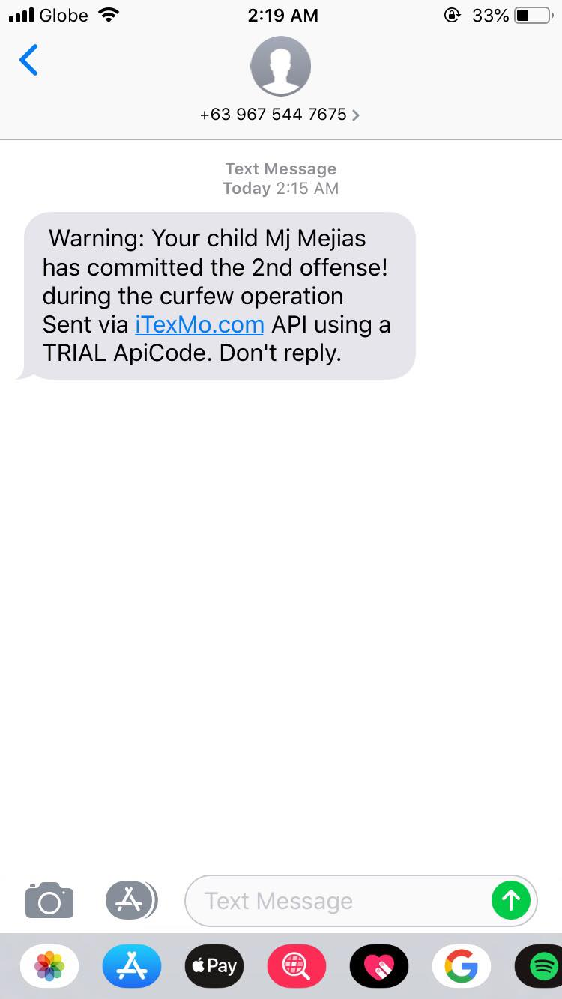 Globe 2:19 AM 33%
+63 967 544 7675
Text Message
Today 2:15 AM
Warning: Your child Mj Mejias
has committed the 2nd offense!
during the curfew operation
Sent via iTexMo.com API using a
TRIAL ApiCode. Don't reply.
Text Message
Pay